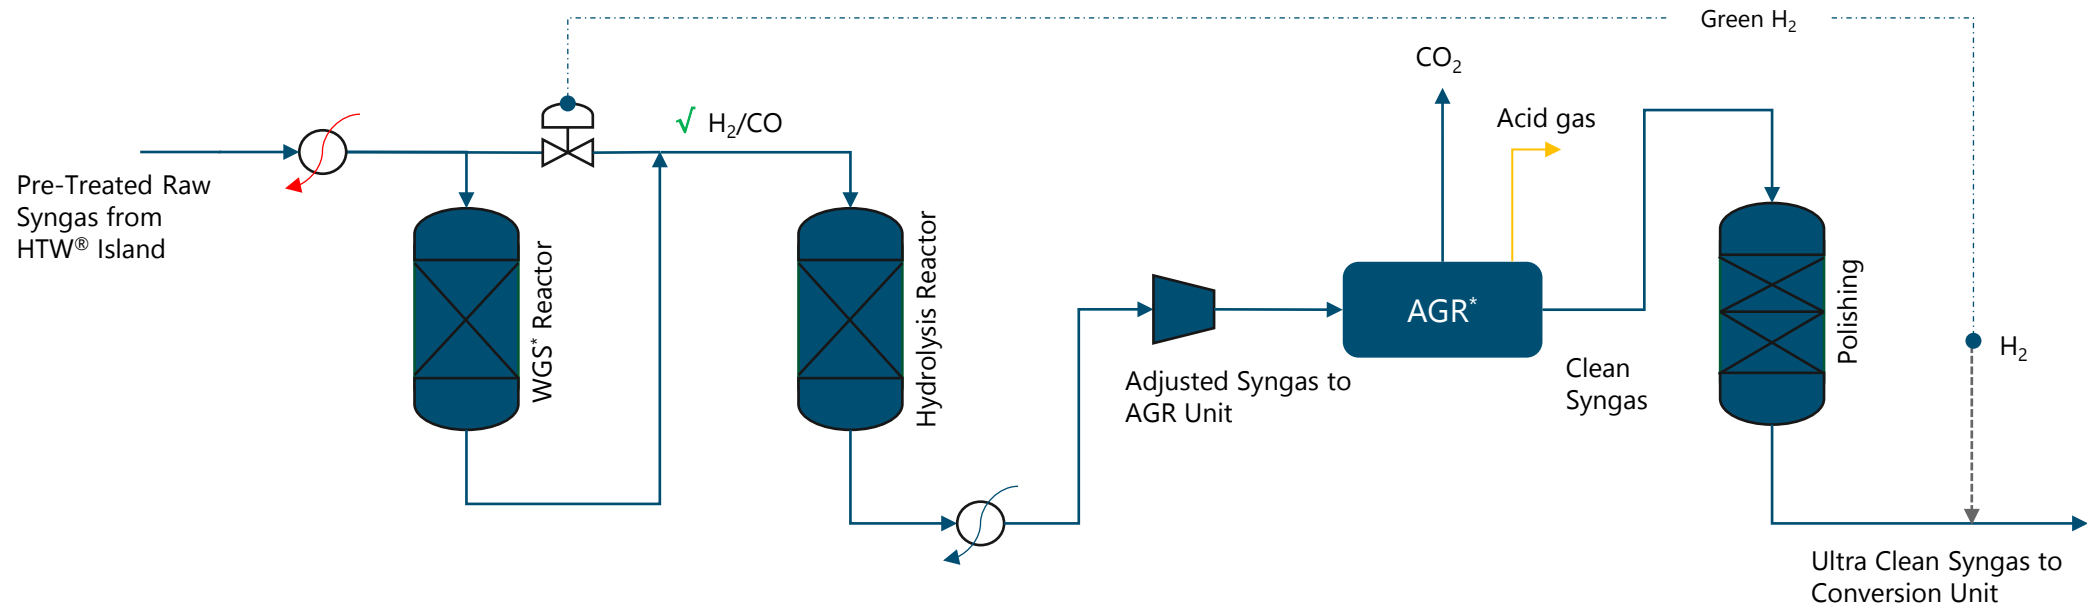 Green H₂
CO₂
Acid gas
√ H₂/CO
Pre-Treated Raw
Syngas from
HTW® Island
WGS* Reactor
Hydrolysis Reactor
Adjusted Syngas to
AGR Unit
AGR*
Clean
Syngas
Polishing
H₂
Ultra Clean Syngas to
Conversion Unit